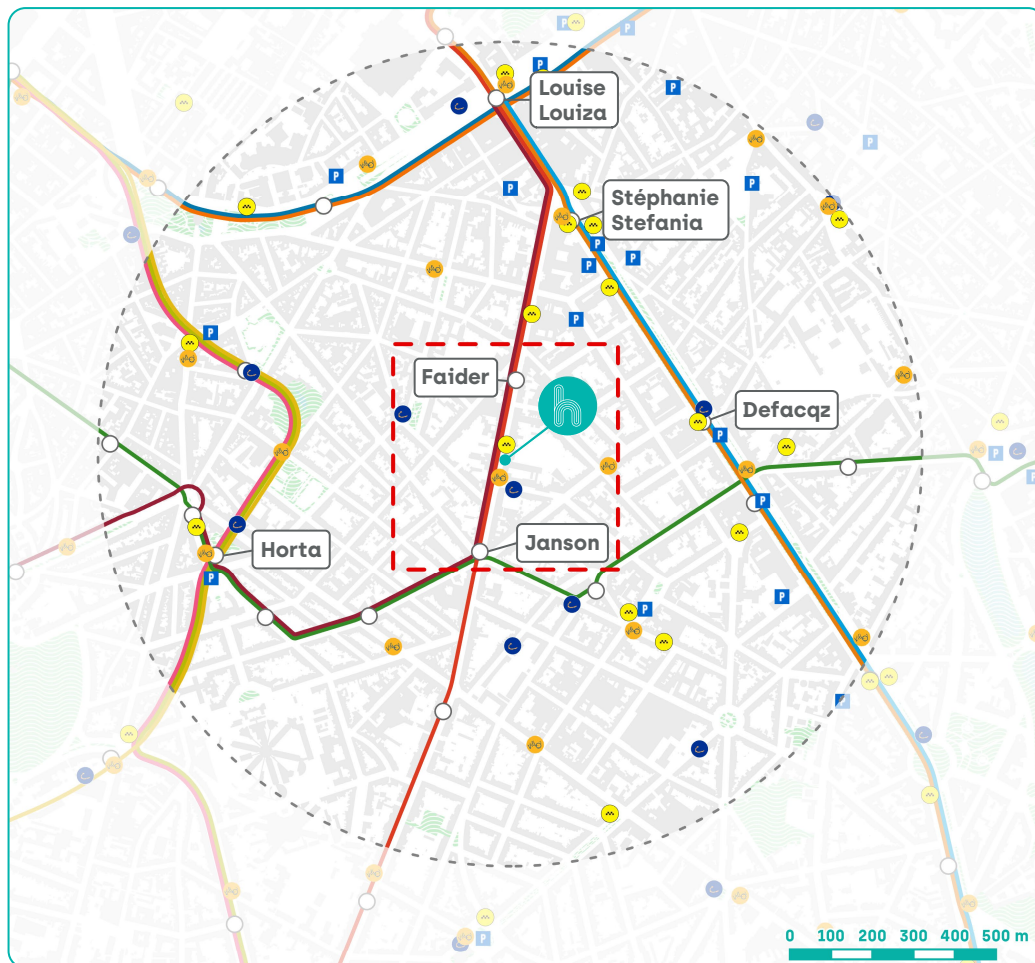 Louise
Louiza
Stéphanie
Stefania
Faider
Defacqz
Horta
Janson
0 100 200 300 400 500 m